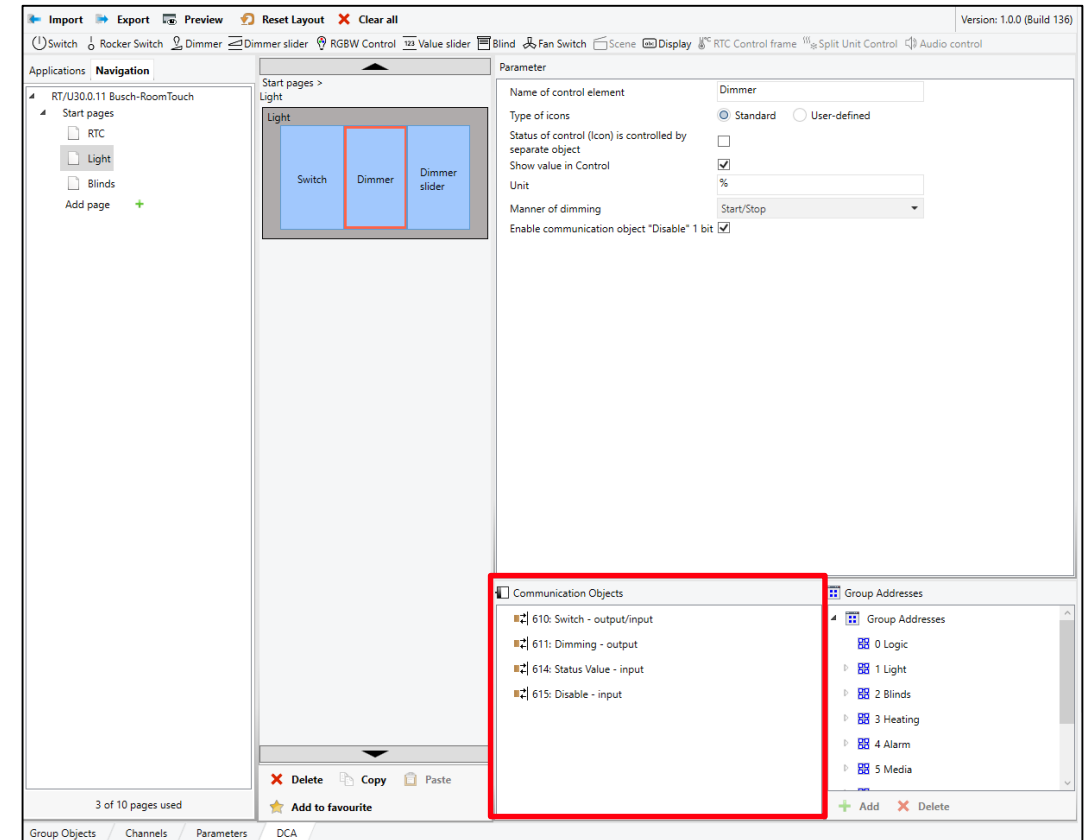 Import Export Preview Reset Layout Clear all Version: 1.0.0 (Build 136)
Switch Rocker Switch Dimmer Dimmer slider RGBW Control 123 Value slider Blind Fan Switch Scene abc Display RTC Control frame Split Unit Control Audio control
Applications Navigation
RT/U30.0.11 Busch-RoomTouch
Start pages
RTC
Light
Blinds
Add page +
3 of 10 pages used
Start pages >
Light
Light
Switch
Dimmer
Dimmer
slider
Delete Copy Paste
Add to favourite
Parameter
Name of control element Dimmer
Type of icons Standard User-defined
Status of control (Icon) is controlled by
separate object
Show value in Control
Unit %
Manner of dimming Start/Stop
Enable communication object "Disable" 1 bit
Communication Objects
610: Switch - output/input
611: Dimming - output
614: Status Value - input
615: Disable - input
Group Addresses
Group Addresses
0 Logic
1 Light
2 Blinds
3 Heating
4 Alarm
5 Media
Add Delete
Group Objects Channels Parameters DCA